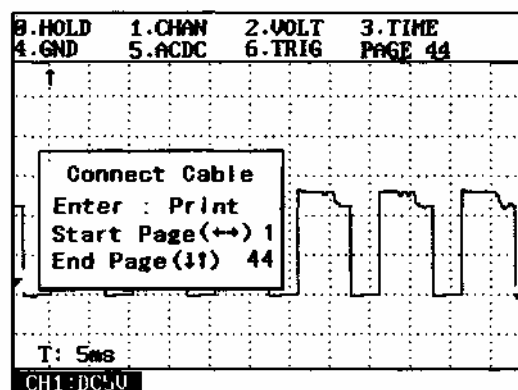 0.HOLD 1.CHAN 2.VOLT 3.TIME
4.GND 5.ACDC 6.TRIG PAGE 44
Connect Cable
Enter : Print
Start Page(↔) 1
End Page(↓↑) 44
T: 5ms
CH1:DC5V